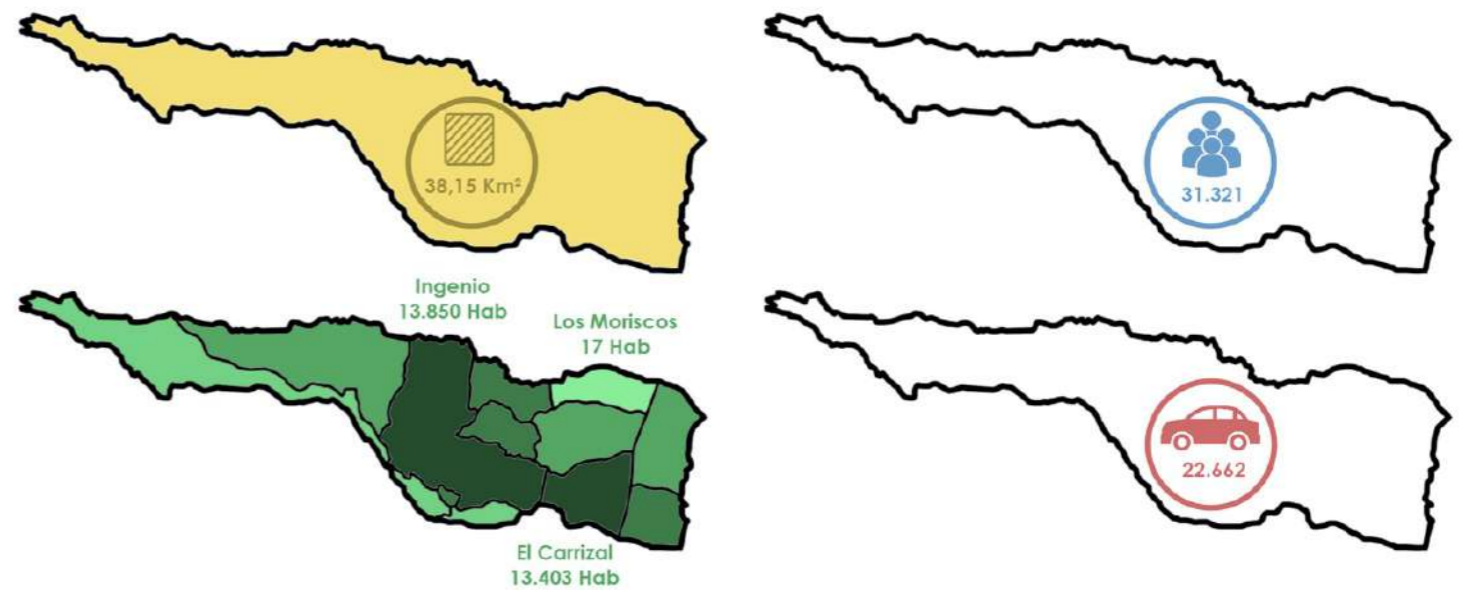 38,15 Km²
31.321
Ingenio
13.850 Hab
Los Moriscos
17 Hab
22.662
El Carrizal
13.403 Hab